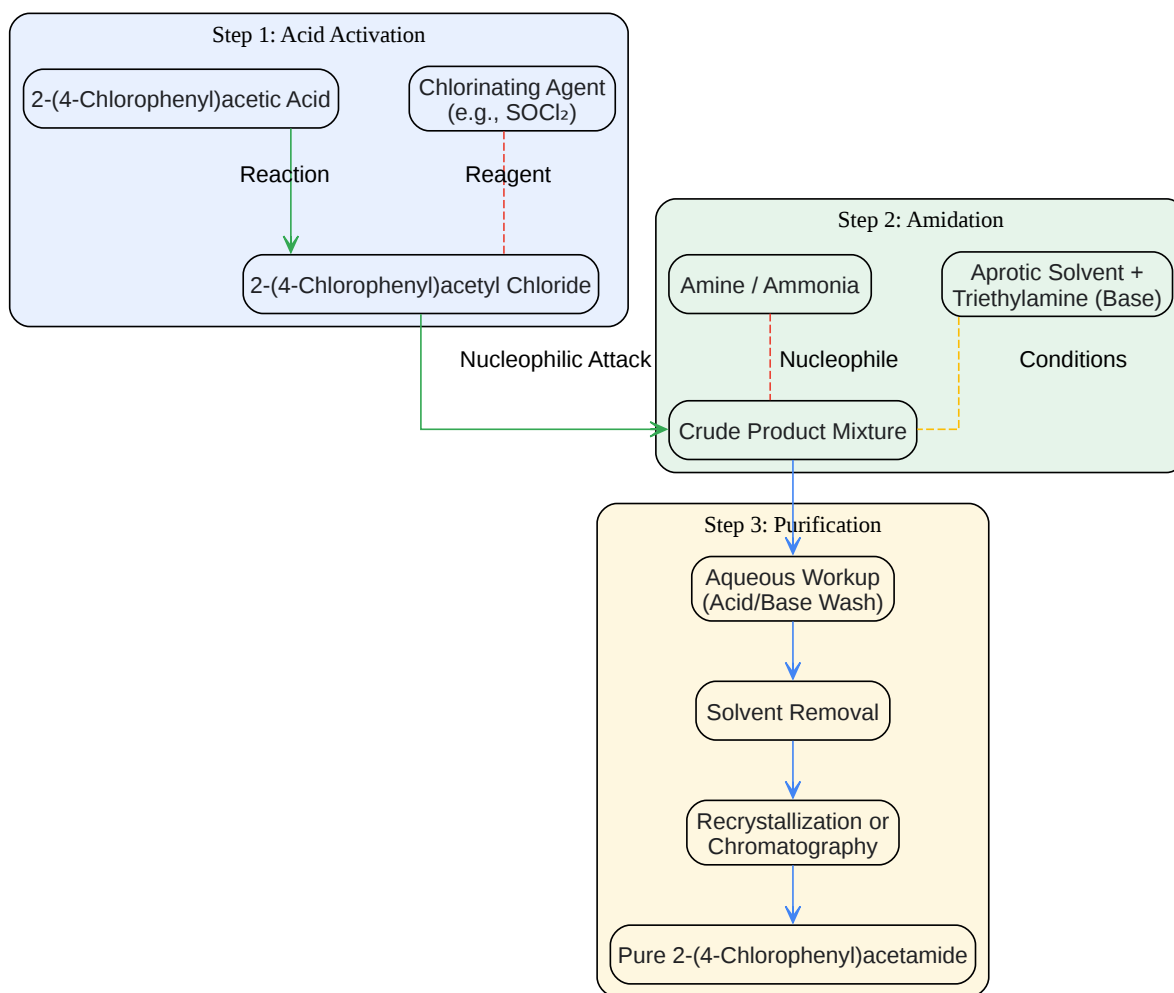 Step 1: Acid Activation
2-(4-Chlorophenyl)acetic Acid
Chlorinating Agent
(e.g., SOCl₂)
Reaction
Reagent
2-(4-Chlorophenyl)acetyl Chloride
Step 2: Amidation
Amine / Ammonia
Aprotic Solvent +
Triethylamine (Base)
Nucleophilic Attack
Nucleophile
Conditions
Crude Product Mixture
Step 3: Purification
Aqueous Workup
(Acid/Base Wash)
Solvent Removal
Recrystallization or
Chromatography
Pure 2-(4-Chlorophenyl)acetamide